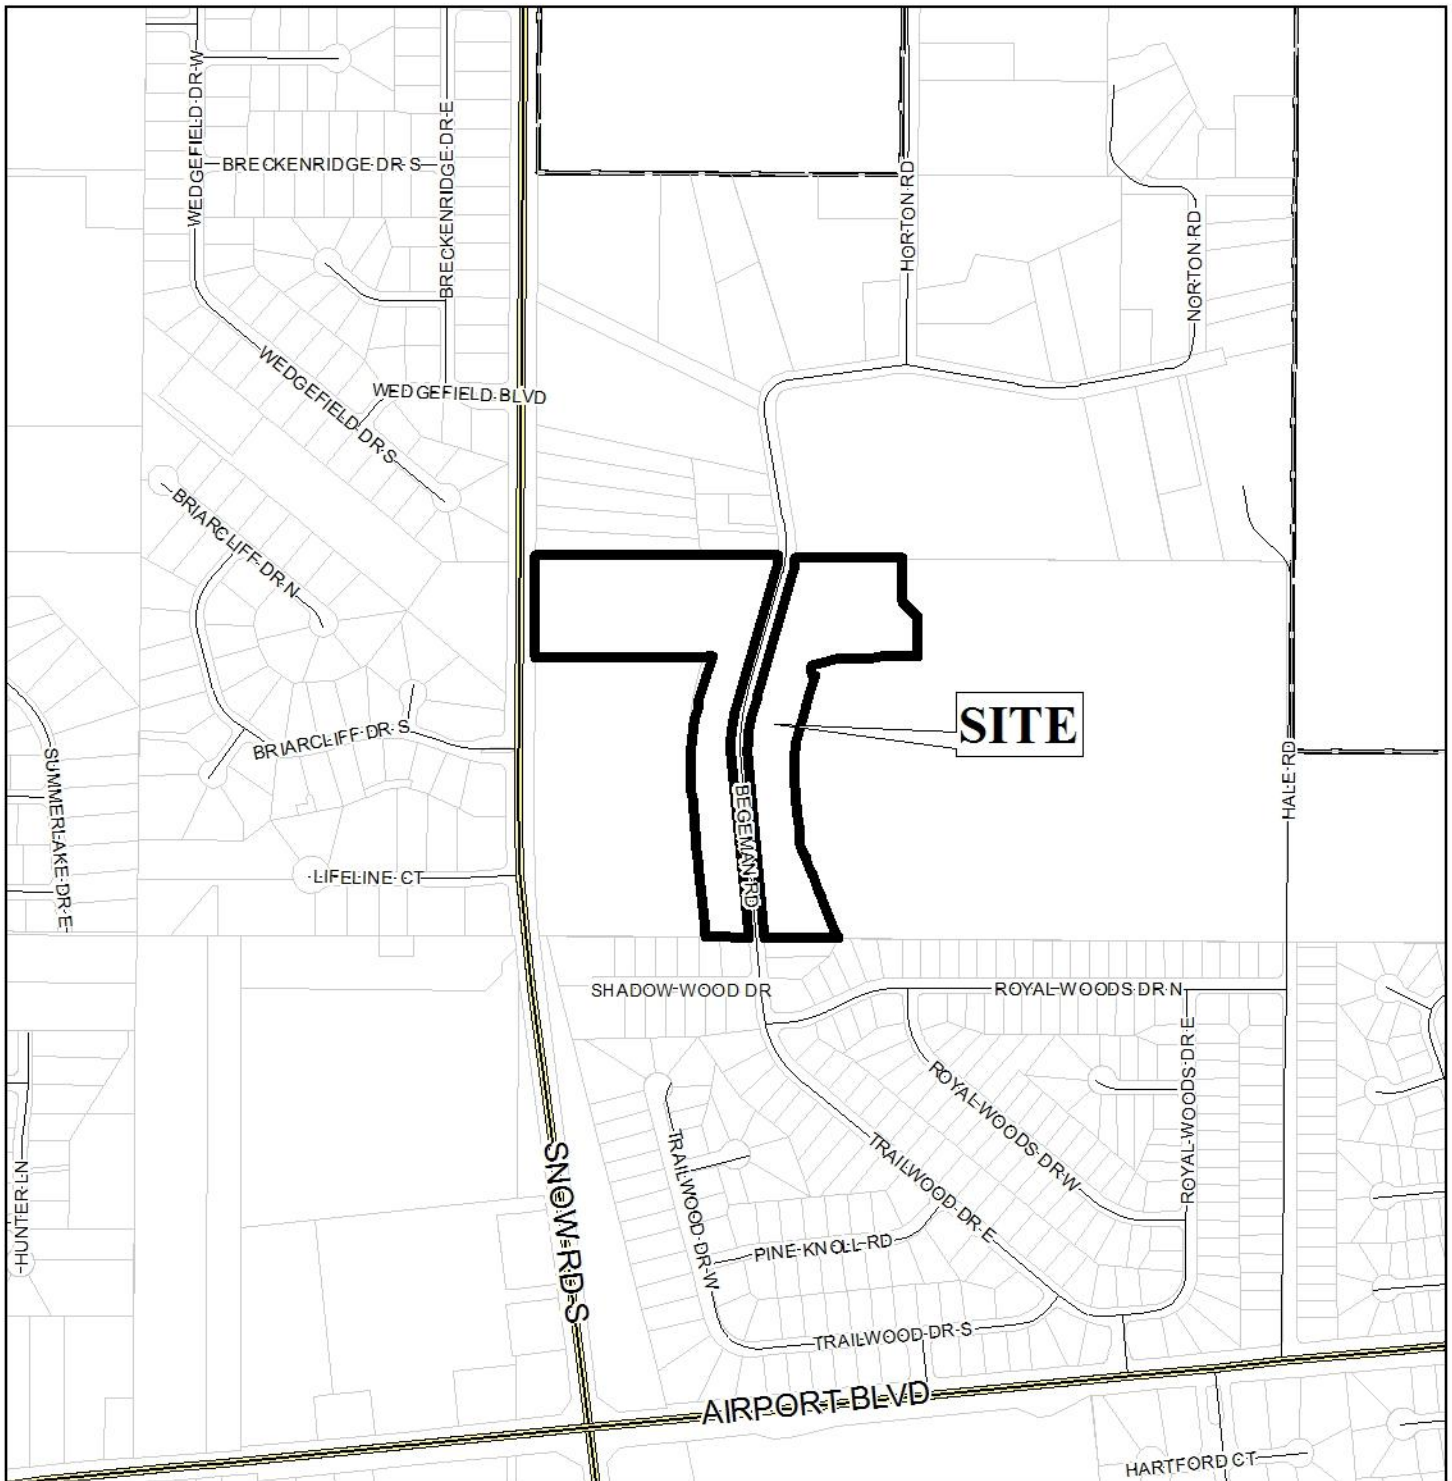 WEDGEFIELD DR W
BRECKENRIDGE DR S
BRECKENRIDGE DR E
HORTON RD
NORTON RD
WEDGEFIELD DR S
WEDGEFIELD BLVD
BRIARCLIFF DR N
BRIARCLIFF DR S
SITE
SUMMERLAKE DR E
BEGEMAN RD
HALE RD
LIFELINE CT
SHADOW WOOD DR
ROYAL WOODS DR N
ROYAL WOODS DR E
ROYAL WOODS DR W
HUNTER LN
SNOW RD S
TRAILWOOD DR W
TRAILWOOD DR E
PINE KNOLL RD
TRAILWOOD DR S
AIRPORT BLVD
HARTFORD CT